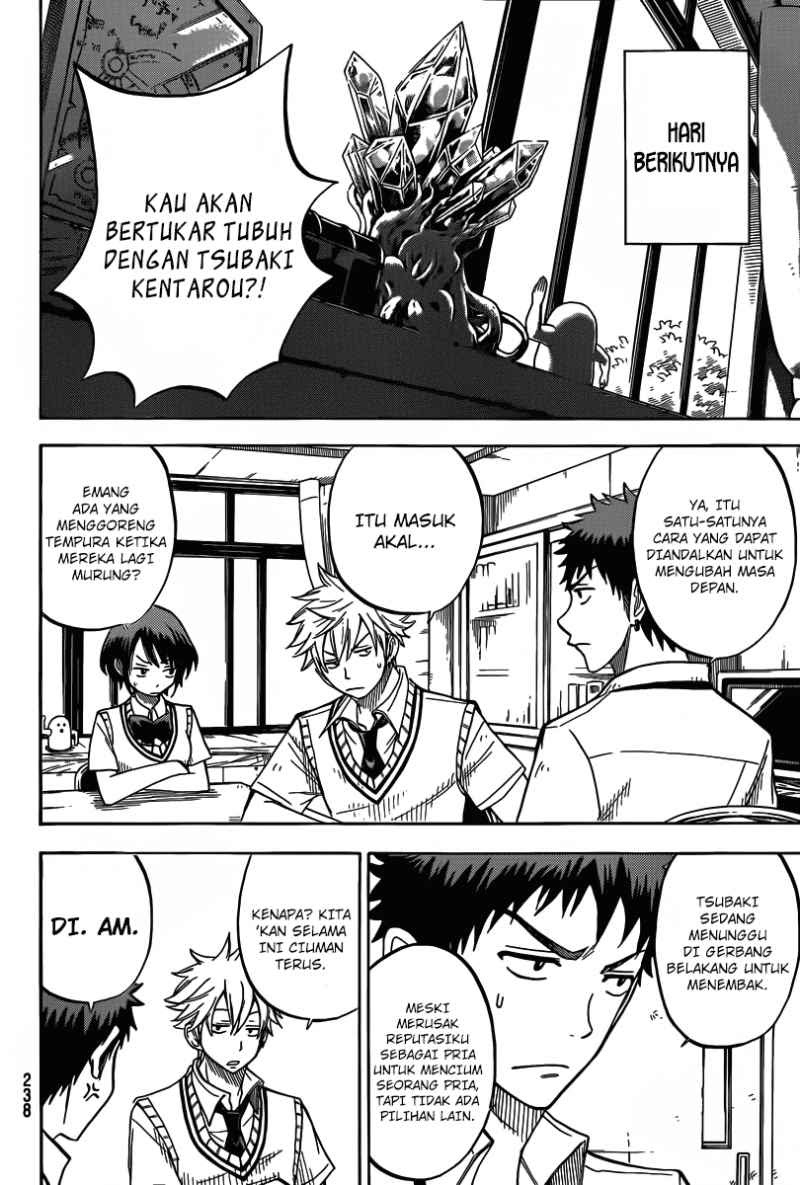 HARI
BERIKUTNYA
KAU AKAN
BERTUKAR TUBUH
DENGAN TSUBAKI
KENTAROU?!
YA, ITU
SATU-SATUNYA
CARA YANG DAPAT
DIANDALKAN UNTUK
MENGUBAH MASA
DEPAN.
ITU MASUK
AKAL...
EMANG
ADA YANG
MENGGORENG
TEMPURA KETIKA
MEREKA LAGI
MURUNG?
TSUBAKI
SEDANG
MENUNGGU
DI GERBANG
BELAKANG UNTUK
MENEMBAK.
MESKI
MERUSAK
REPUTASIKU
SEBAGAI PRIA
UNTUK MENCIUM
SEORANG PRIA,
TAPI TIDAK ADA
PILIHAN LAIN.
KENAPA? KITA
'KAN SELAMA
INI CIUMAN
TERUS.
DI. AM.
238